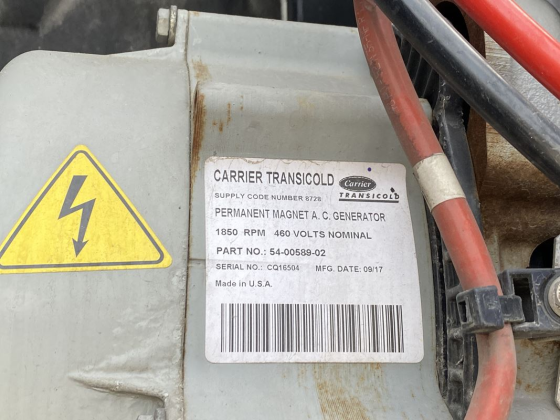 CARRIER TRANSICOLD
Carrier
TRANSICOLD
SUPPLY CODE NUMBER 8728
PERMANENT MAGNET A. C. GENERATOR
1850 RPM 460 VOLTS NOMINAL
PART NO.: 54-00589-02
SERIAL NO.: CQ16504 MFG. DATE: 09/17
Made in U.S.A.